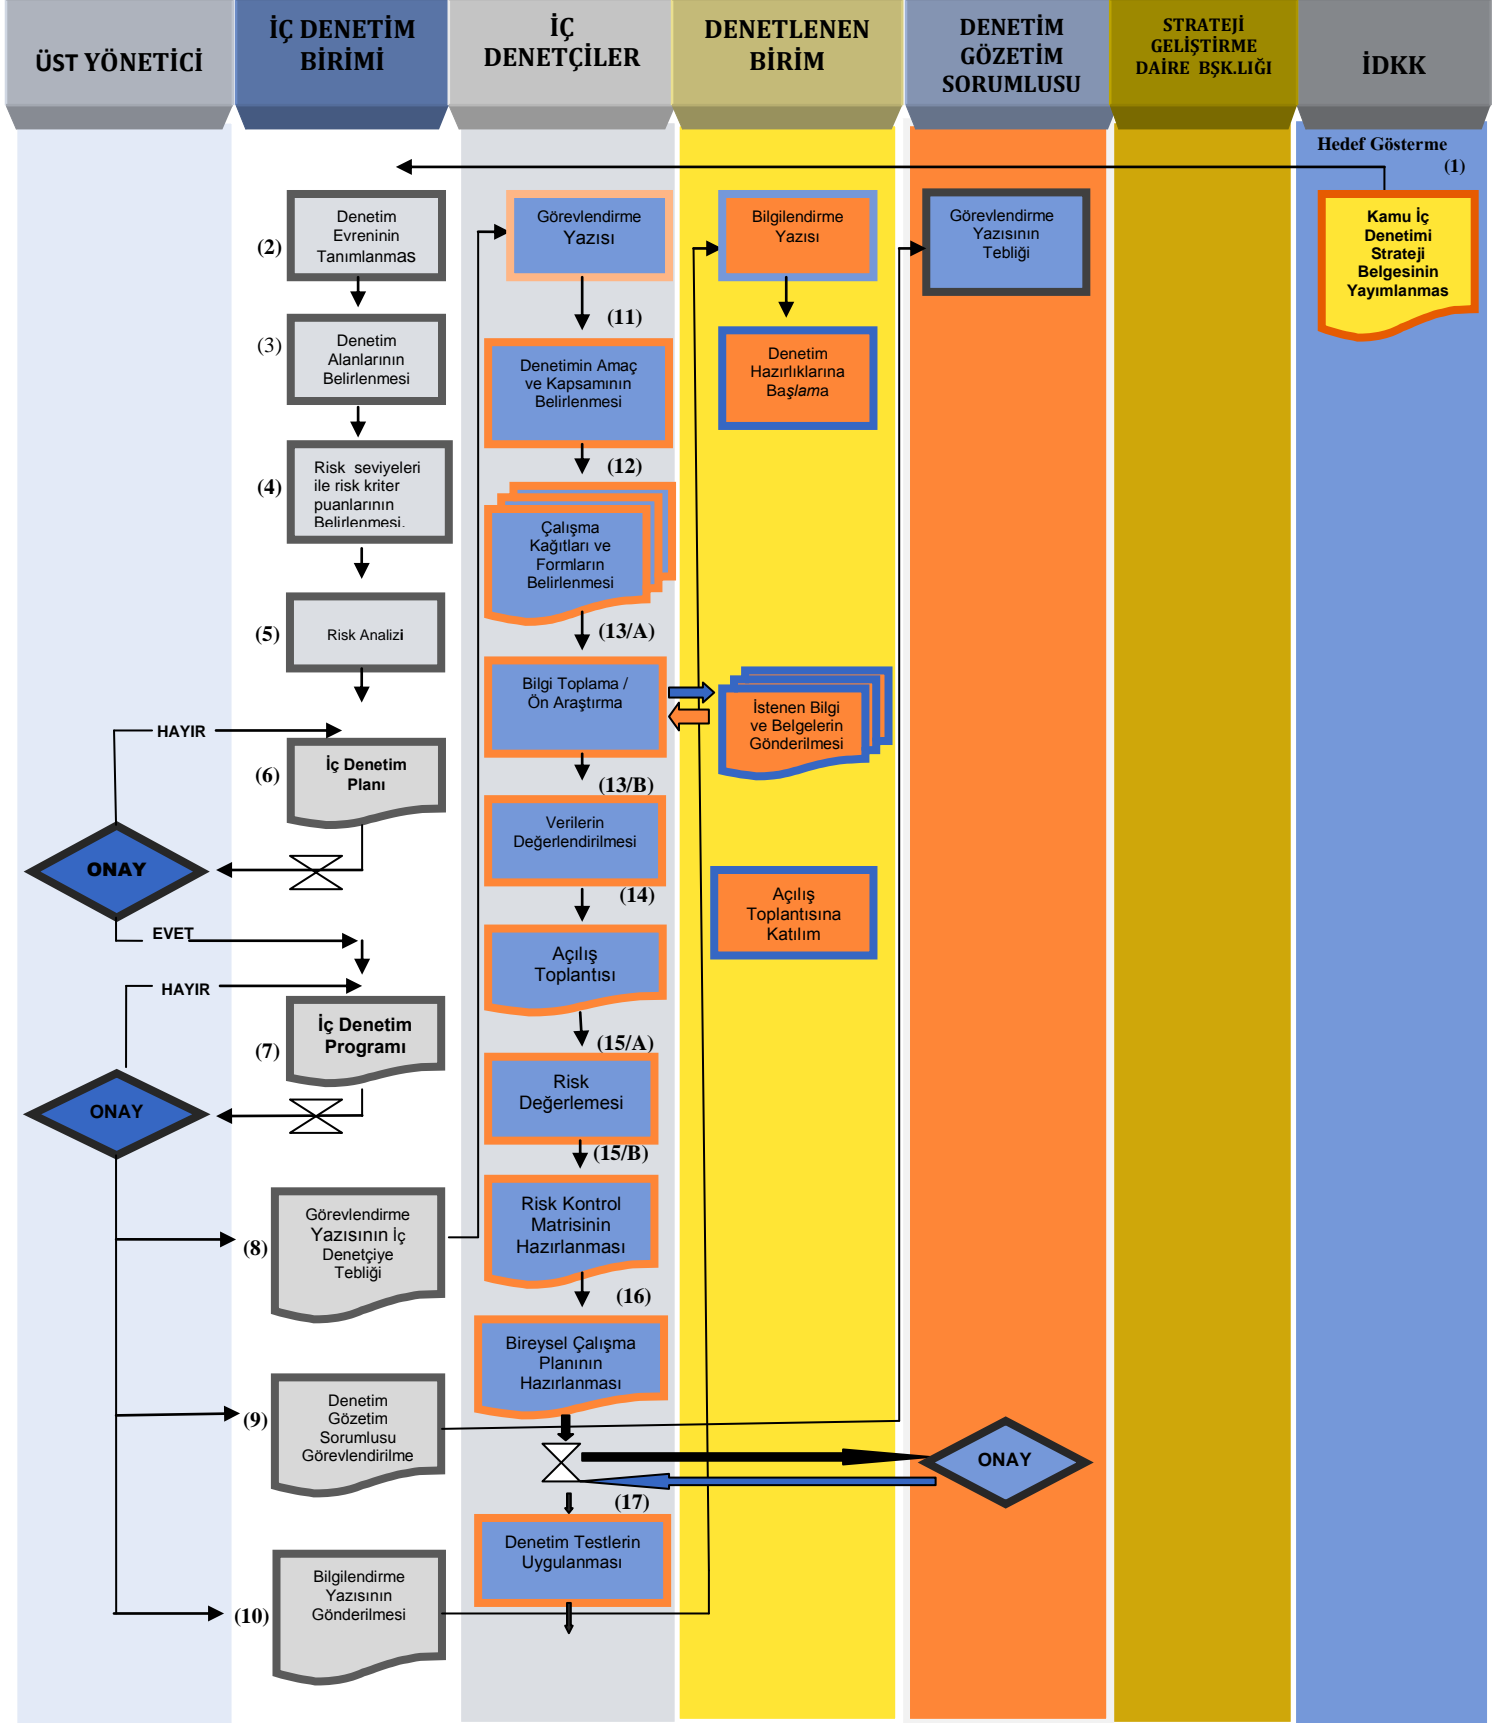 ÜST YÖNETİCİ
İÇ DENETİM
BİRİMİ
İÇ
DENETÇİLER
DENETLENEN
BİRİM
DENETİM
GÖZETİM
SORUMLUSU
STRATEJİ
GELİŞTİRME
DAİRE BŞK.LIĞI
İDKK
Hedef Gösterme
(1)
Kamu İç
Denetimi
Strateji
Belgesinin
Yayımlanmas
(2)
Denetim
Evreninin
Tanımlanmas
(3)
Denetim
Alanlarının
Belirlenmesi
(4)
Risk seviyeleri
ile risk kriter
puanlarının
Belirlenmesi.
(5)
Risk Analizi
HAYIR
(6)
İç Denetim
Planı
ONAY
EVET
HAYIR
(7)
İç Denetim
Programı
ONAY
(8)
Görevlendirme
Yazısının İç
Denetçiye
Tebliği
(9)
Denetim
Gözetim
Sorumlusu
Görevlendirilme
(10)
Bilgilendirme
Yazısının
Gönderilmesi
Görevlendirme
Yazısı
(11)
Denetimin Amaç
ve Kapsamının
Belirlenmesi
(12)
Çalışma
Kağıtları ve
Formların
Belirlenmesi
(13/A)
Bilgi Toplama /
Ön Araştırma
(13/B)
Verilerin
Değerlendirilmesi
(14)
Açılış
Toplantısı
(15/A)
Risk
Değerlemesi
(15/B)
Risk Kontrol
Matrisinin
Hazırlanması
(16)
Bireysel Çalışma
Planının
Hazırlanması
(17)
Denetim Testlerin
Uygulanması
Bilgilendirme
Yazısı
Denetim
Hazırlıklarına
Başlama
İstenen Bilgi
ve Belgelerin
Gönderilmesi
Açılış
Toplantısına
Katılım
Görevlendirme
Yazısının
Tebliği
ONAY